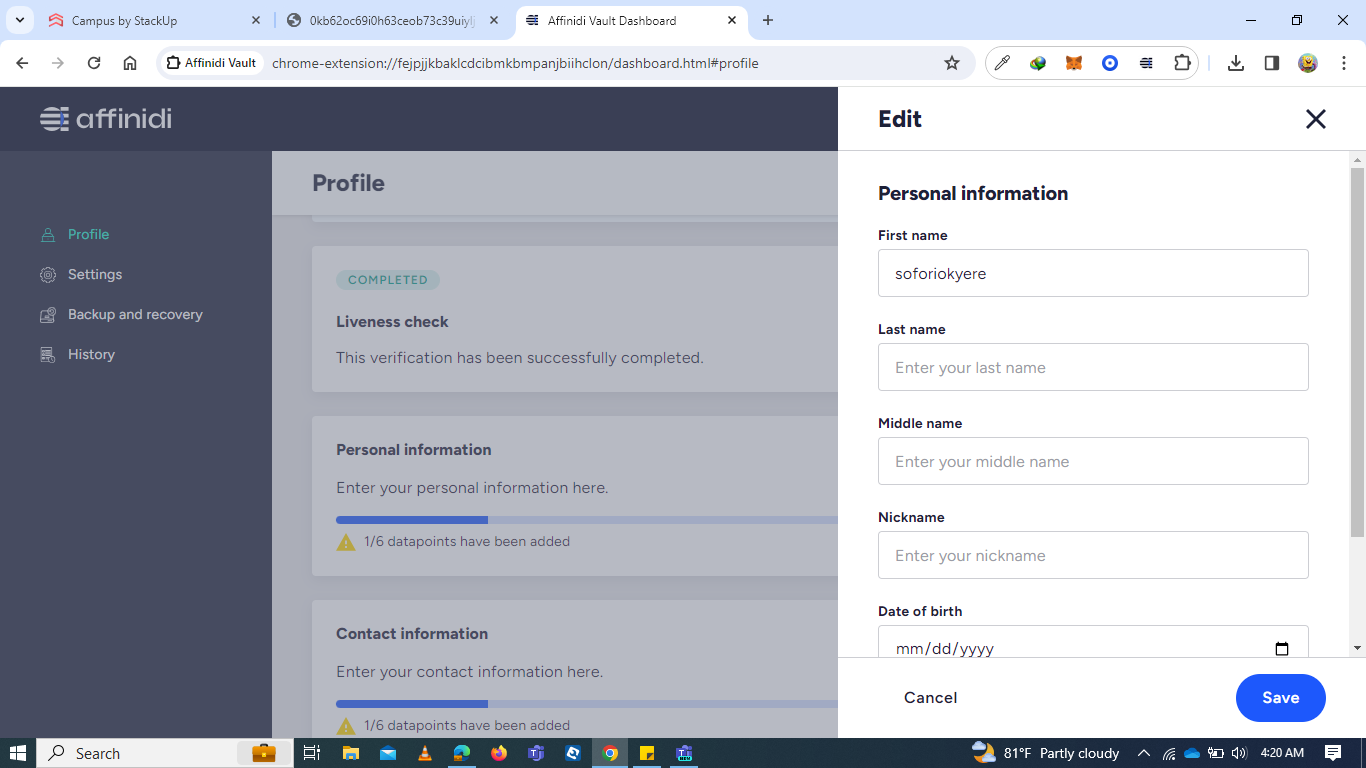 Campus by StackUp
Affinidi Vault Dashboard
Affinidi Vault
chrome-extension://fejpjjkbaklcdcibmkbmpanjbiihclon/dashboard.html#profile
affinidi
Profile
Settings
Backup and recovery
History
Profile
COMPLETED
Liveness check
This verification has been successfully completed.
Personal information
Enter your personal information here.
1/6 datapoints have been added
Contact information
Enter your contact information here.
1/6 datapoints have been added
Edit
Personal information
First name
soforiokyere
Last name
Enter your last name
Middle name
Enter your middle name
Nickname
Enter your nickname
Date of birth
mm/dd/yyyy
Cancel
Save
Search
81°F Partly cloudy
4:20 AM